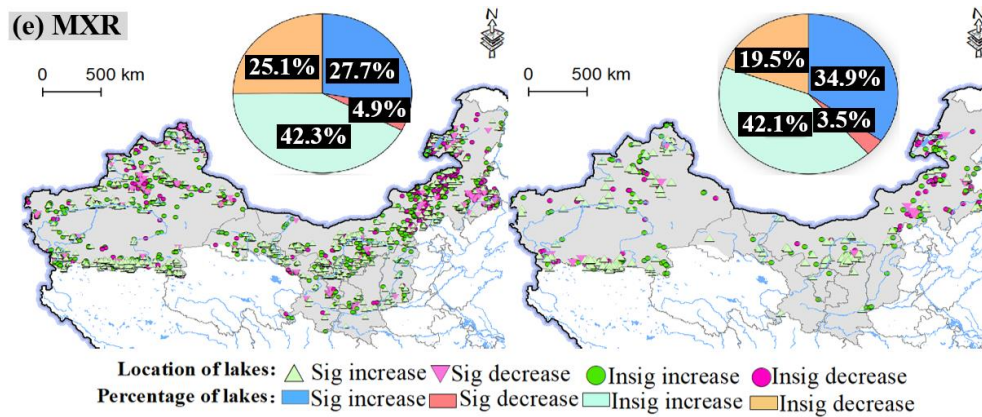 (e) MXR
N
0 500 km
25.1% 27.7%
4.9%
42.3%
N
0 500 km
19.5% 34.9%
42.1% 3.5%
Location of lakes: Sig increase Sig decrease Insig increase Insig decrease
Percentage of lakes: Sig increase Sig decrease Insig increase Insig decrease